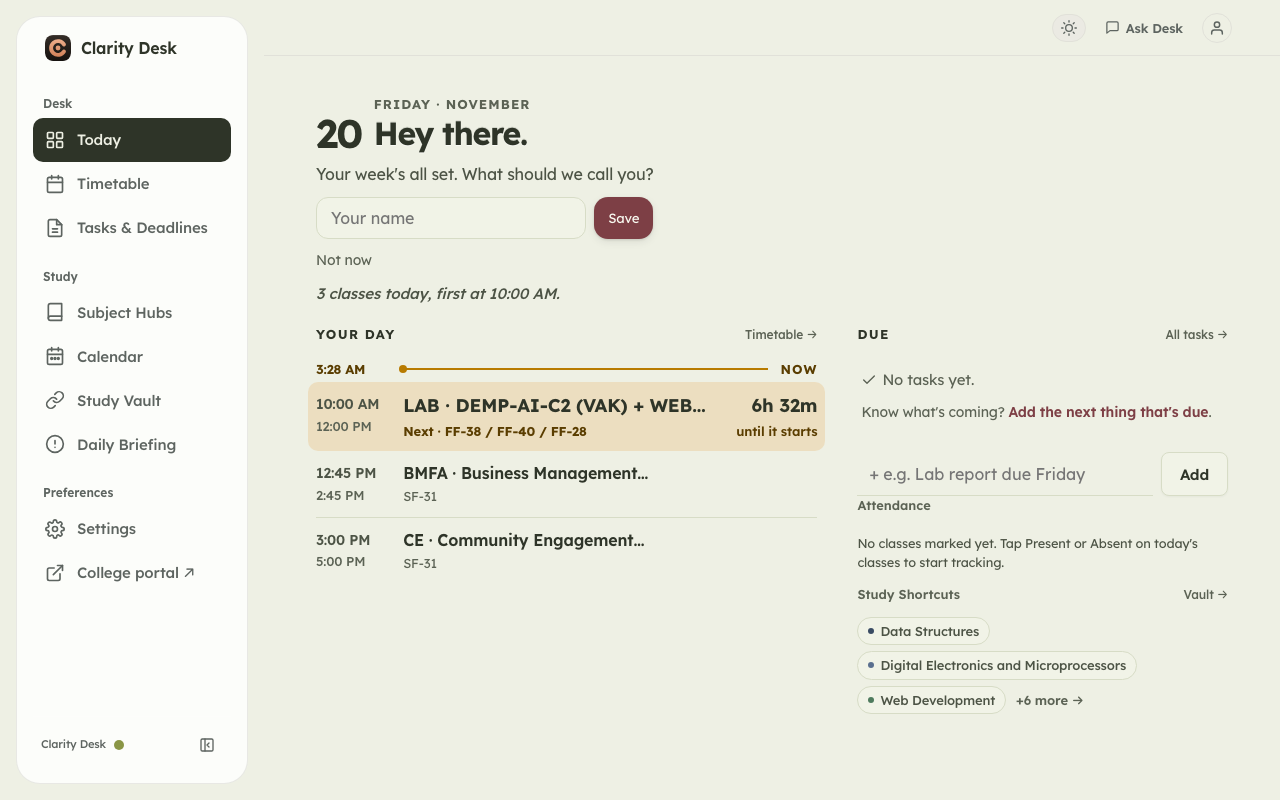 Clarity Desk
Desk
Today
Timetable
Tasks & Deadlines
Study
Subject Hubs
Calendar
Study Vault
Daily Briefing
Preferences
Settings
College portal ↗
Clarity Desk
Ask Desk
FRIDAY · NOVEMBER
20 Hey there.
Your week's all set. What should we call you?
Your name
Save
Not now
3 classes today, first at 10:00 AM.
YOUR DAY
Timetable →
3:28 AM
NOW
10:00 AM
LAB · DEMP-AI-C2 (VAK) + WEB...
6h 32m
12:00 PM
Next · FF-38 / FF-40 / FF-28
until it starts
12:45 PM
BMFA · Business Management...
2:45 PM
SF-31
3:00 PM
CE · Community Engagement...
5:00 PM
SF-31
DUE
All tasks →
No tasks yet.
Know what's coming? Add the next thing that's due.
+ e.g. Lab report due Friday
Add
Attendance
No classes marked yet. Tap Present or Absent on today's
classes to start tracking.
Study Shortcuts
Vault →
Data Structures
Digital Electronics and Microprocessors
Web Development
+6 more →